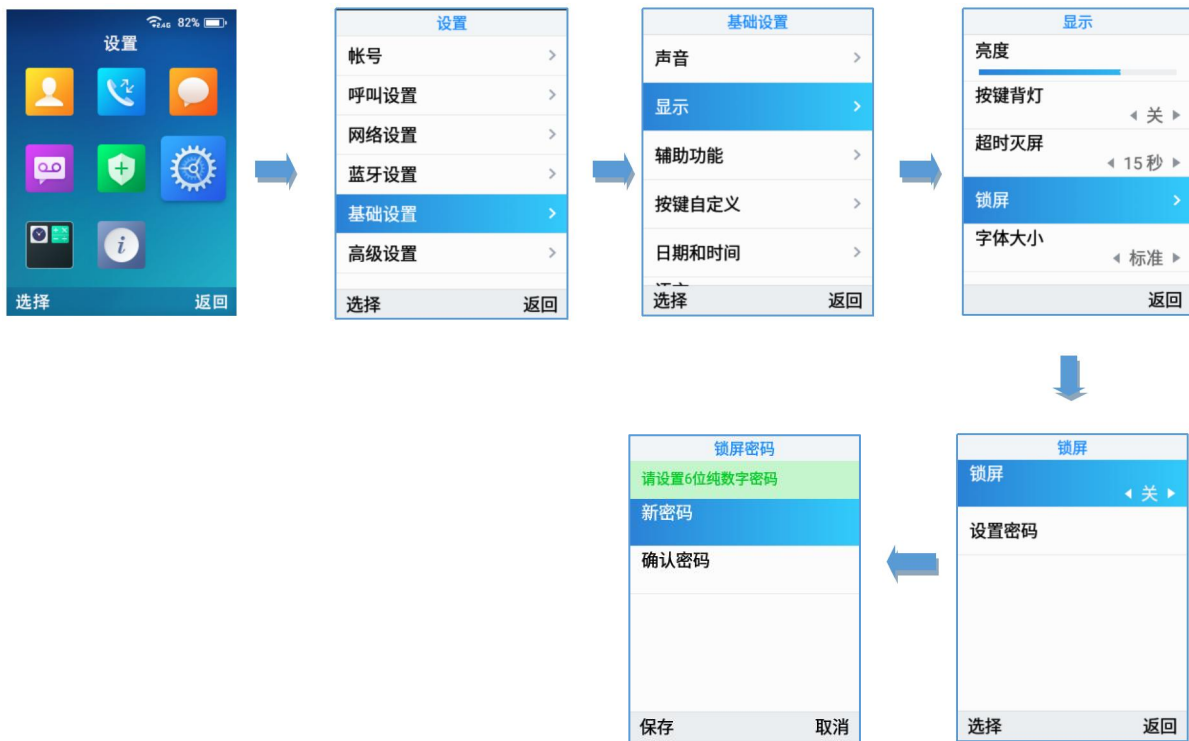 2.4G 82%
设置
选择 返回
设置
帐号
呼叫设置
网络设置
蓝牙设置
基础设置
高级设置
选择 返回
基础设置
声音
显示
辅助功能
按键自定义
日期和时间
选择 返回
显示
亮度
按键背灯
关
超时灭屏
15秒
锁屏
字体大小
标准
返回
锁屏
锁屏
关
设置密码
选择 返回
锁屏密码
请设置6位纯数字密码
新密码
确认密码
保存 取消